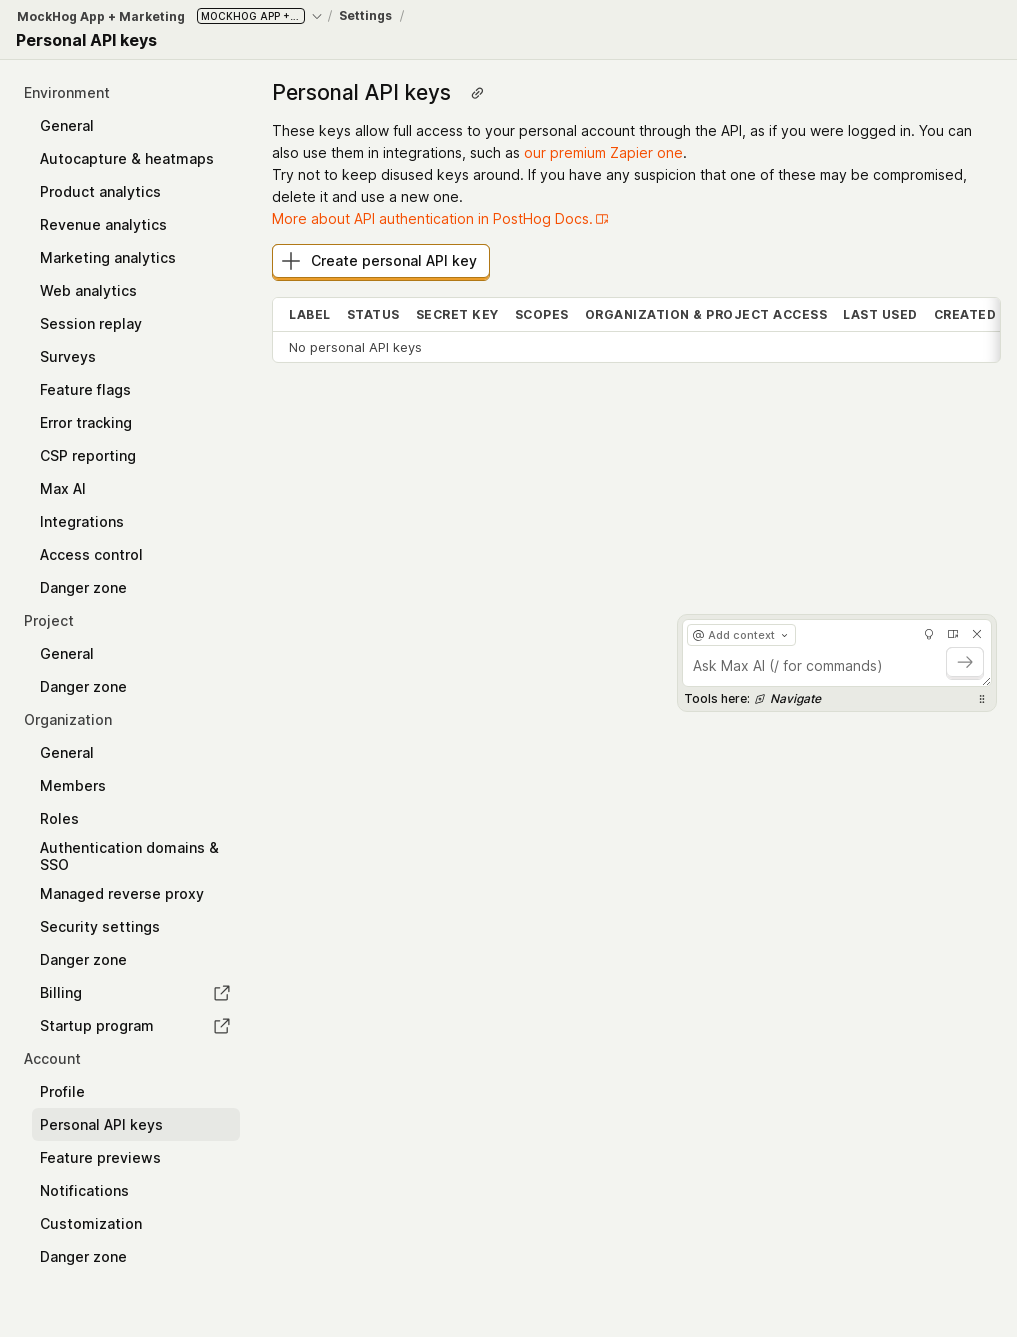 MockHog App + Marketing MOCKHOG APP +... / Settings /
Personal API keys
Environment
General
Autocapture & heatmaps
Product analytics
Revenue analytics
Marketing analytics
Web analytics
Session replay
Surveys
Feature flags
Error tracking
CSP reporting
Max AI
Integrations
Access control
Danger zone
Project
General
Danger zone
Organization
General
Members
Roles
Authentication domains &
SSO
Managed reverse proxy
Security settings
Danger zone
Billing
Startup program
Account
Profile
Personal API keys
Feature previews
Notifications
Customization
Danger zone
Personal API keys
These keys allow full access to your personal account through the API, as if you were logged in. You can
also use them in integrations, such as our premium Zapier one.
Try not to keep disused keys around. If you have any suspicion that one of these may be compromised,
delete it and use a new one.
More about API authentication in PostHog Docs.
Create personal API key
LABEL STATUS SECRET KEY SCOPES ORGANIZATION & PROJECT ACCESS LAST USED CREATED
No personal API keys
@ Add context
Ask Max AI (/ for commands)
Tools here: Navigate